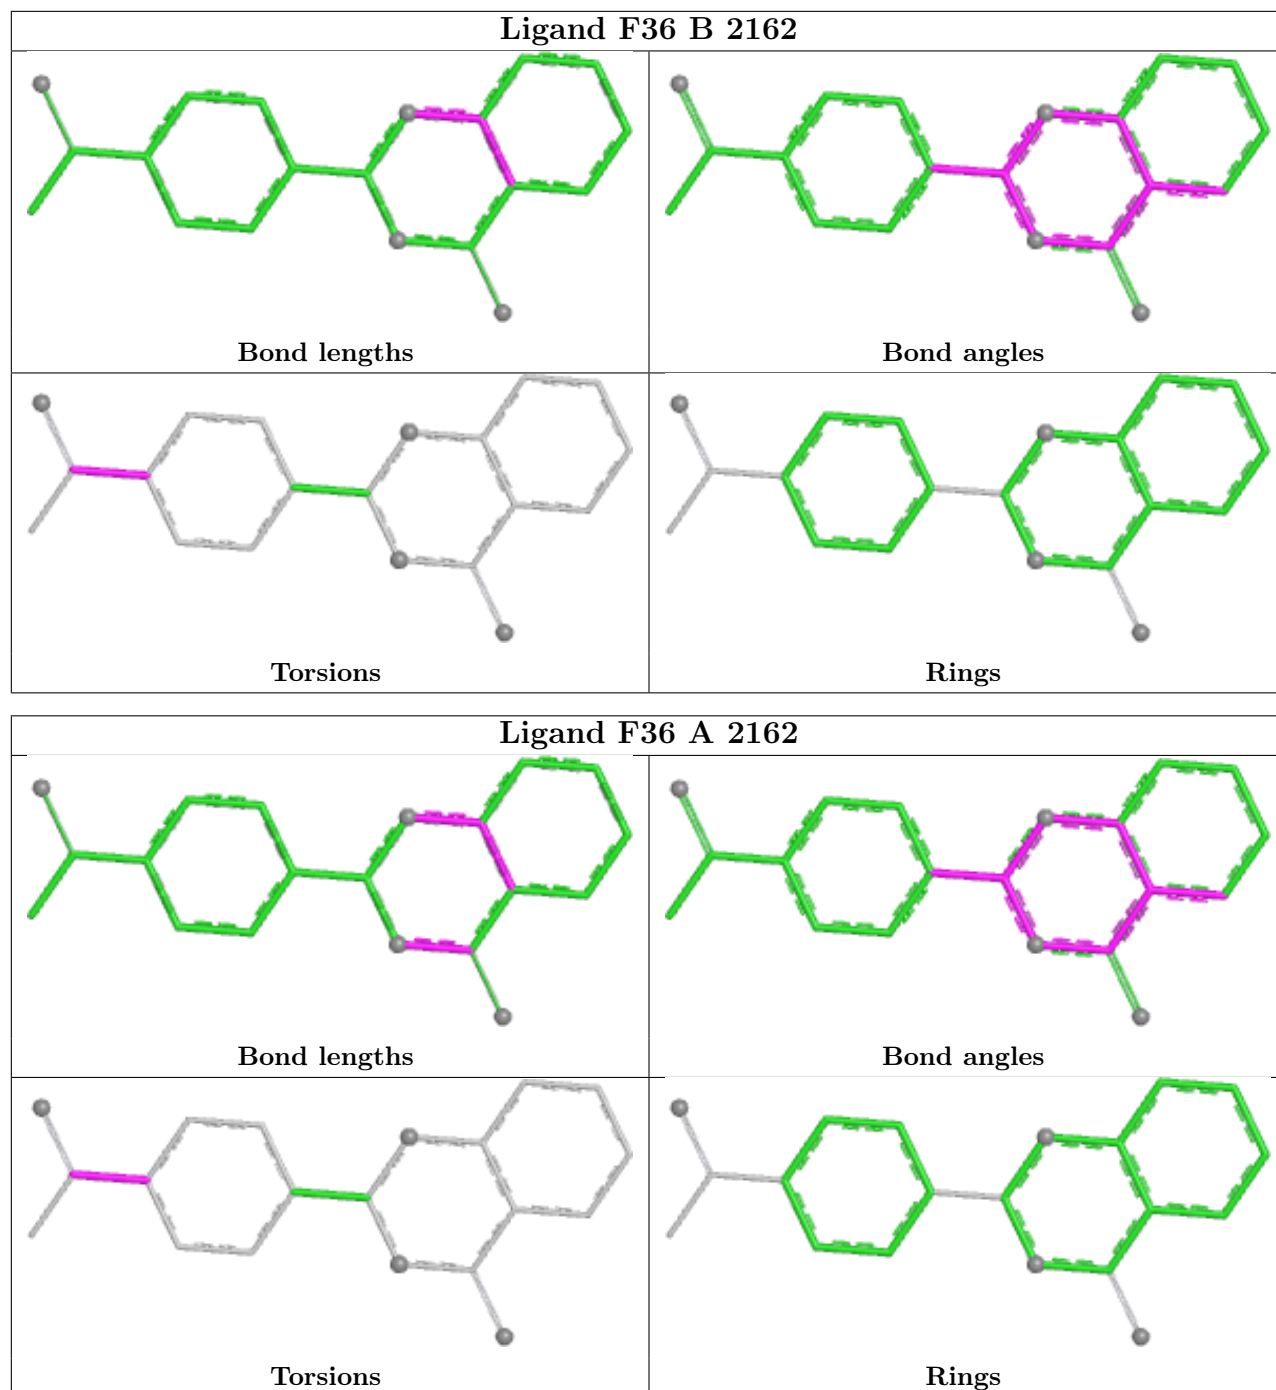 Ligand F36 B 2162
Bond lengths
Bond angles
Torsions
Rings
Ligand F36 A 2162
Bond lengths
Bond angles
Torsions
Rings